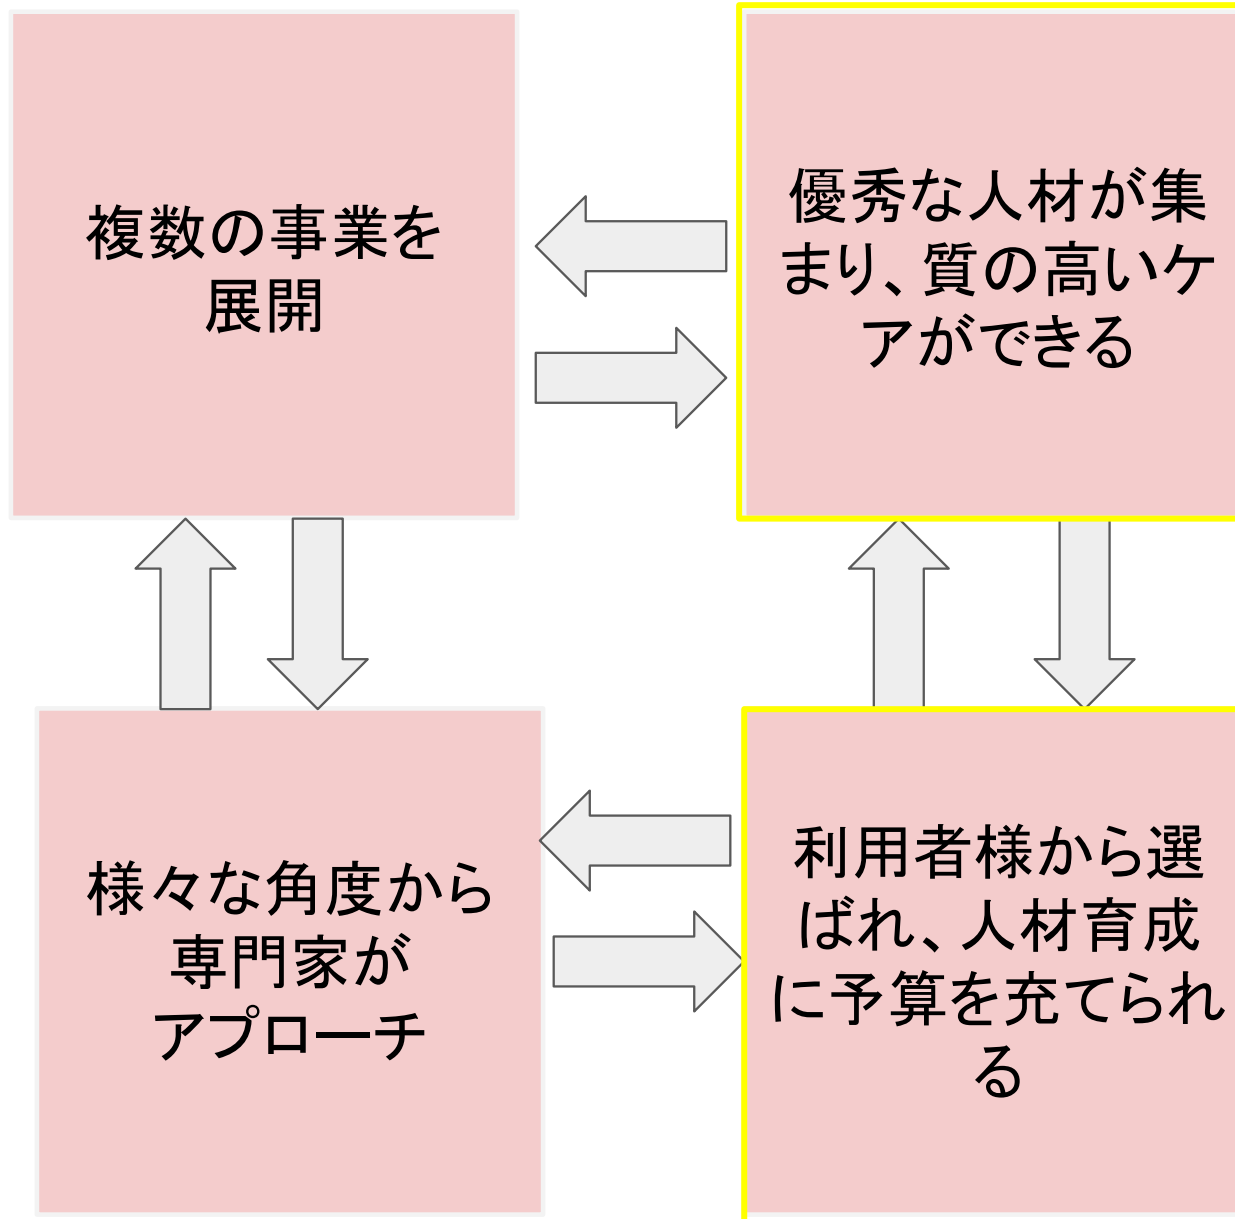 複数の事業を
展開
優秀な人材が集
まり、質の高いケ
アができる
様々な角度から
専門家が
アプローチ
利用者様から選
ばれ、人材育成
に予算を充てられ
る